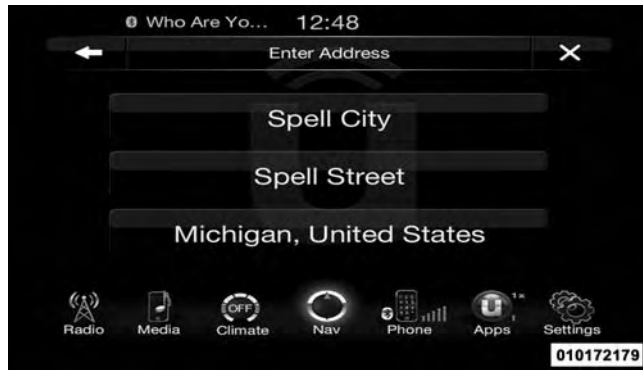 Who Are Yo... 12:48
Enter Address
Spell City
Spell Street
Michigan, United States
OFF 1x
Radio Media Climate Nav Phone Apps Settings
010172179